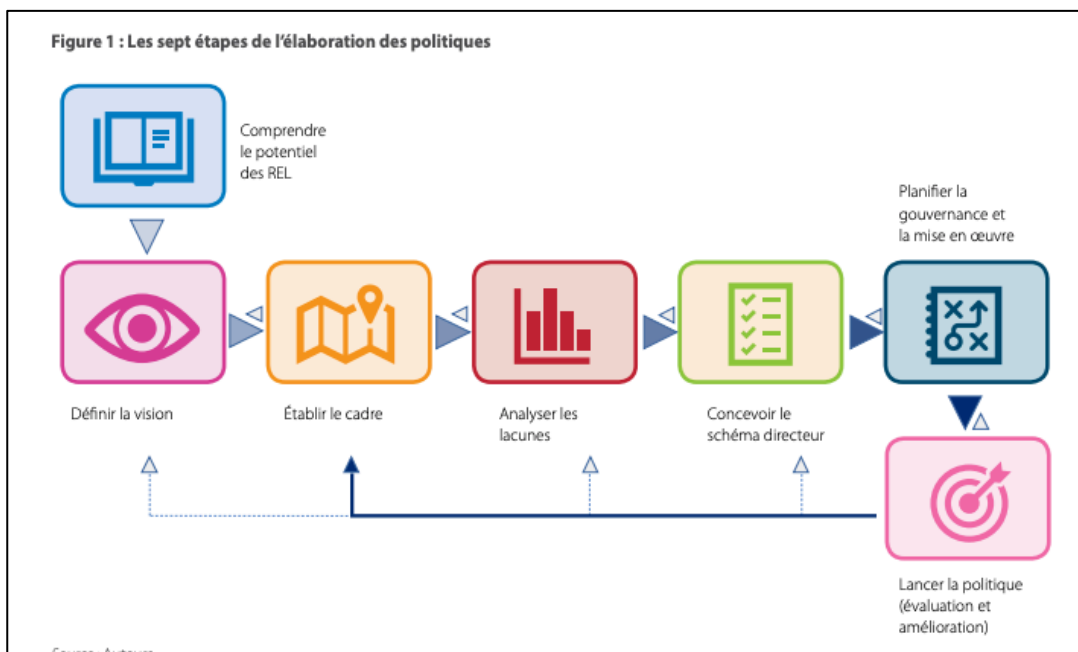 Figure 1 : Les sept étapes de l'élaboration des politiques
Comprendre
le potentiel
des REL
Planifier la
gouvernance et
la mise en œuvre
Définir la vision
Établir le cadre
Analyser les
lacunes
Concevoir le
schéma directeur
Lancer la politique
(évaluation et
amélioration)